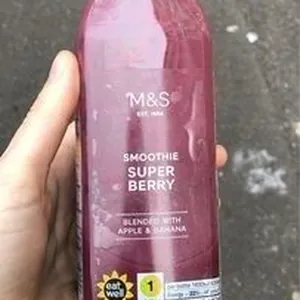 M&S
EST. 1884
SMOOTHIE
SUPER
BERRY
BLENDED WITH
APPLE & BANANA
eat
well
1